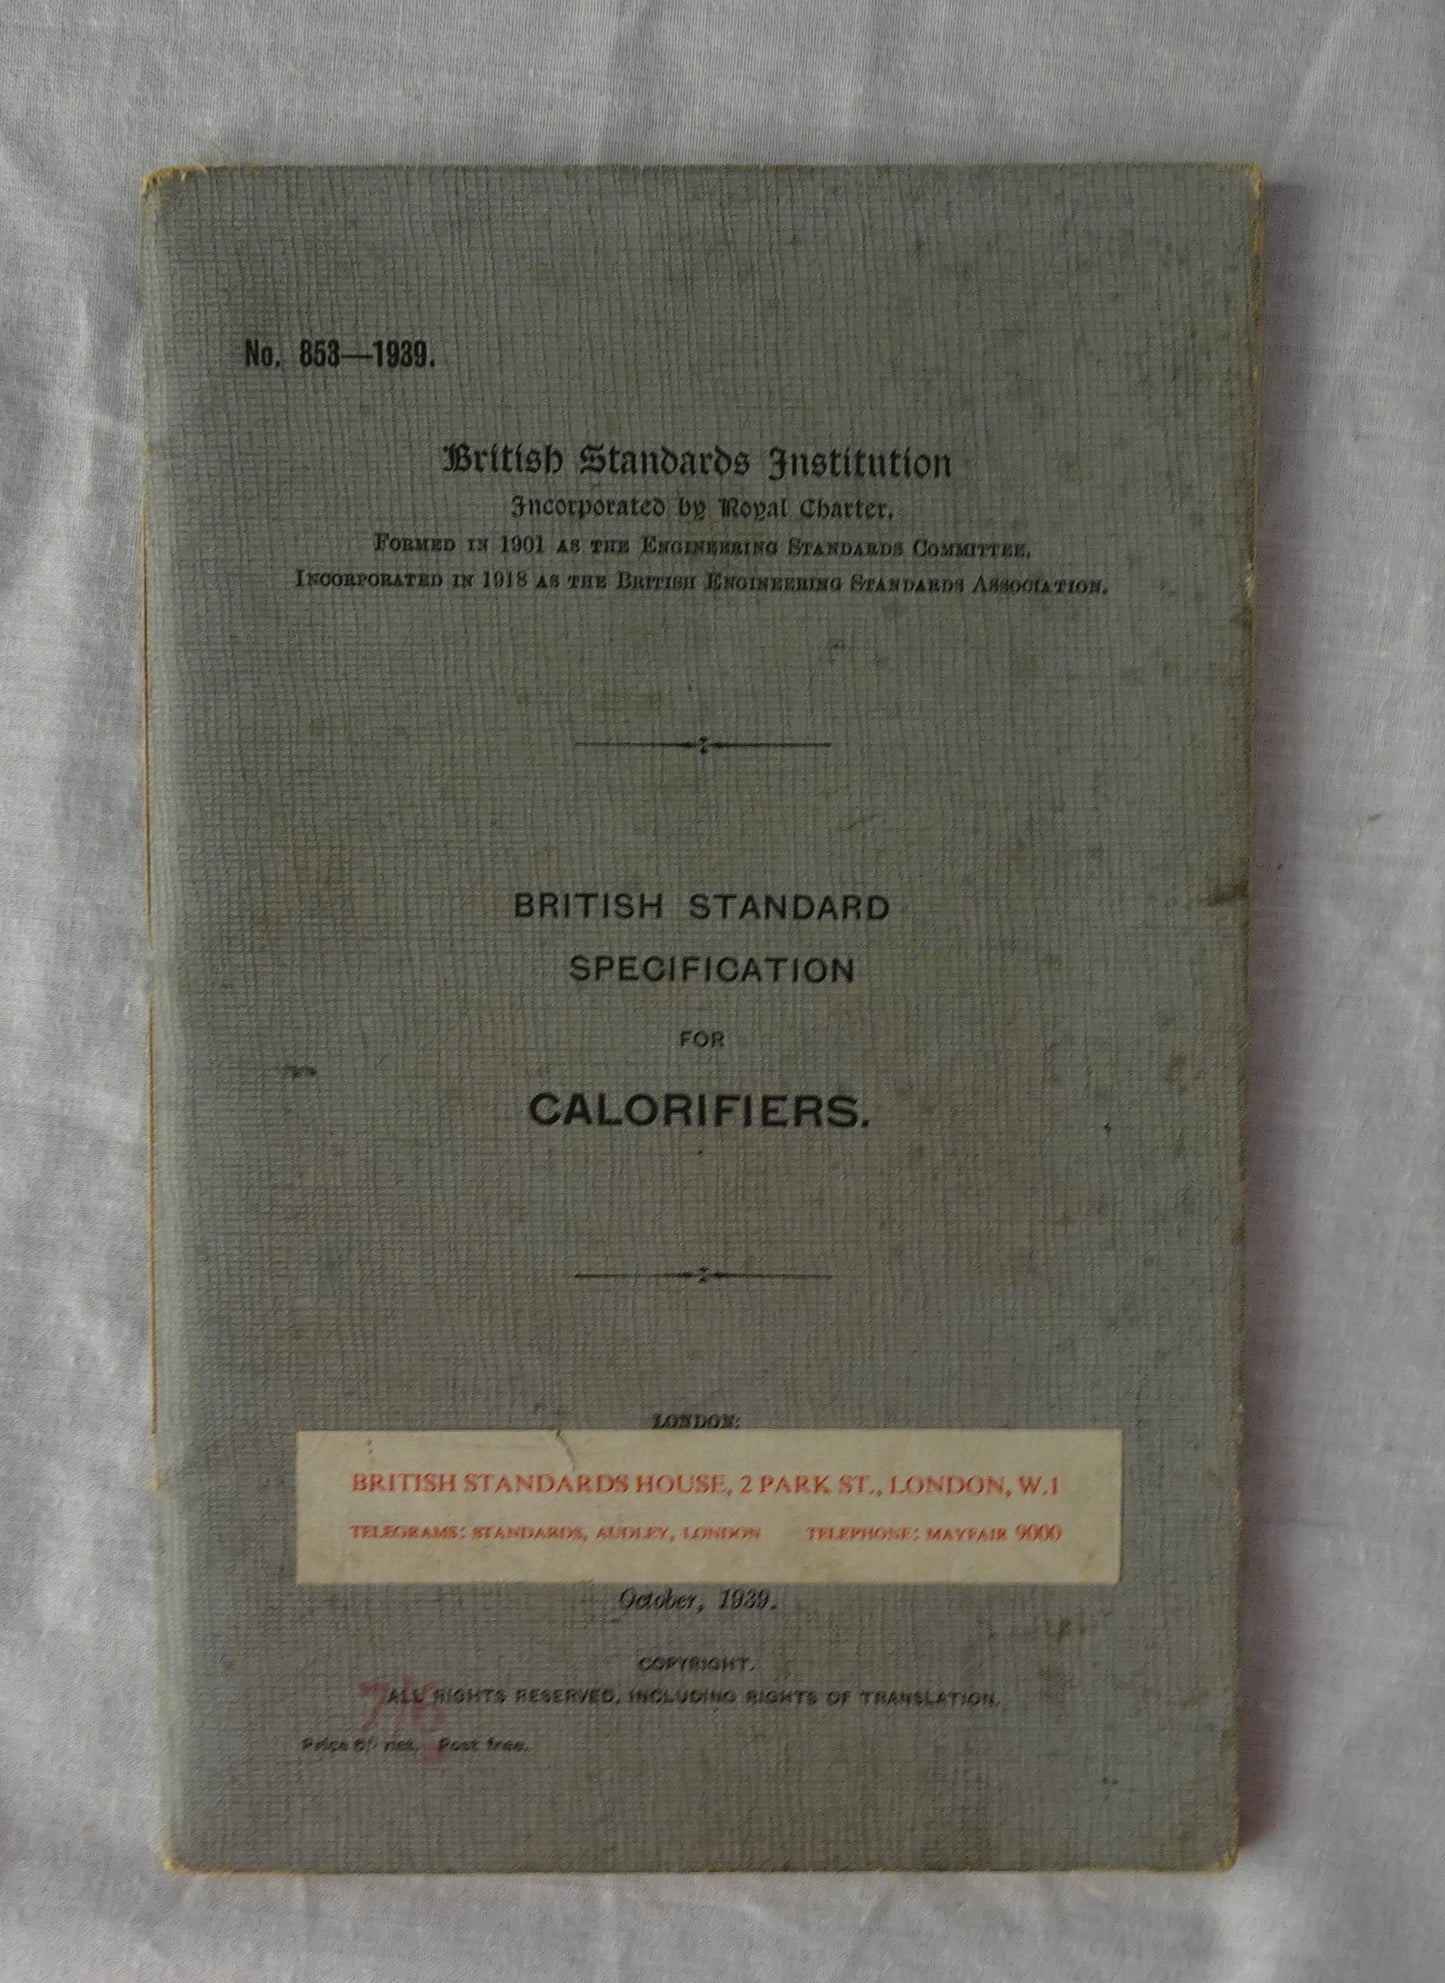 No. 853—1939.
British Standards Institution
Incorporated by Royal Charter.
FORMED IN 1901 AS THE ENGINEERING STANDARDS COMMITTEE.
INCORPORATED IN 1918 AS THE BRITISH ENGINEERING STANDARDS ASSOCIATION.
BRITISH STANDARD
SPECIFICATION
FOR
CALORIFIERS.
LONDON:
BRITISH STANDARDS HOUSE, 2 PARK ST., LONDON, W.1
TELEGRAMS: STANDARDS, AUDLEY, LONDON TELEPHONE: MAYFAIR 9000
October, 1939.
COPYRIGHT.
ALL RIGHTS RESERVED, INCLUDING RIGHTS OF TRANSLATION.
7/6
Price net. Post free.